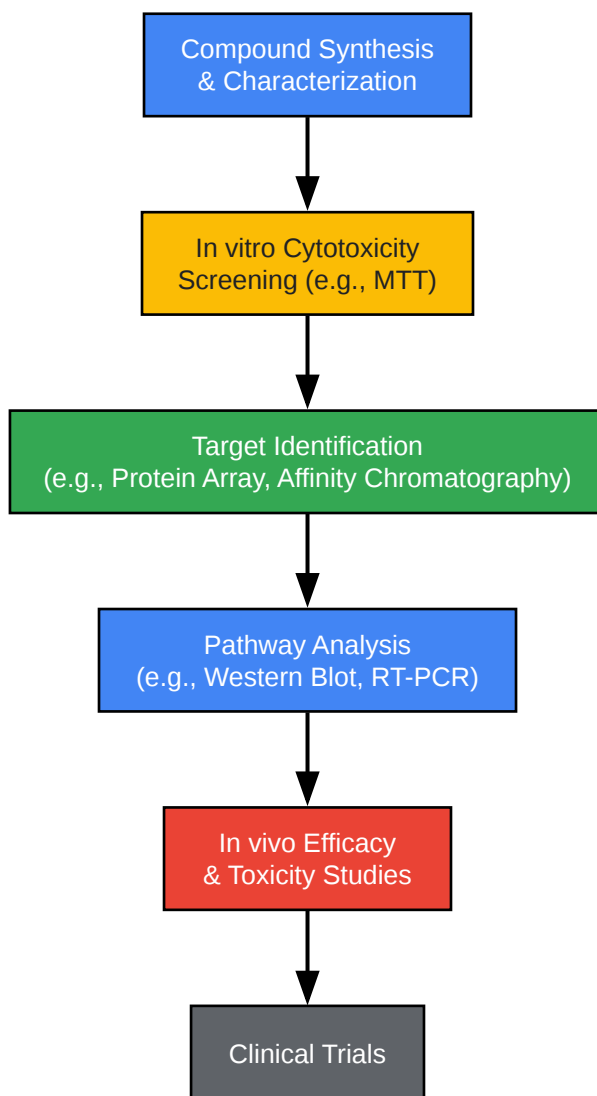 Compound Synthesis
& Characterization
In vitro Cytotoxicity
Screening (e.g., MTT)
Target Identification
(e.g., Protein Array, Affinity Chromatography)
Pathway Analysis
(e.g., Western Blot, RT-PCR)
In vivo Efficacy
& Toxicity Studies
Clinical Trials